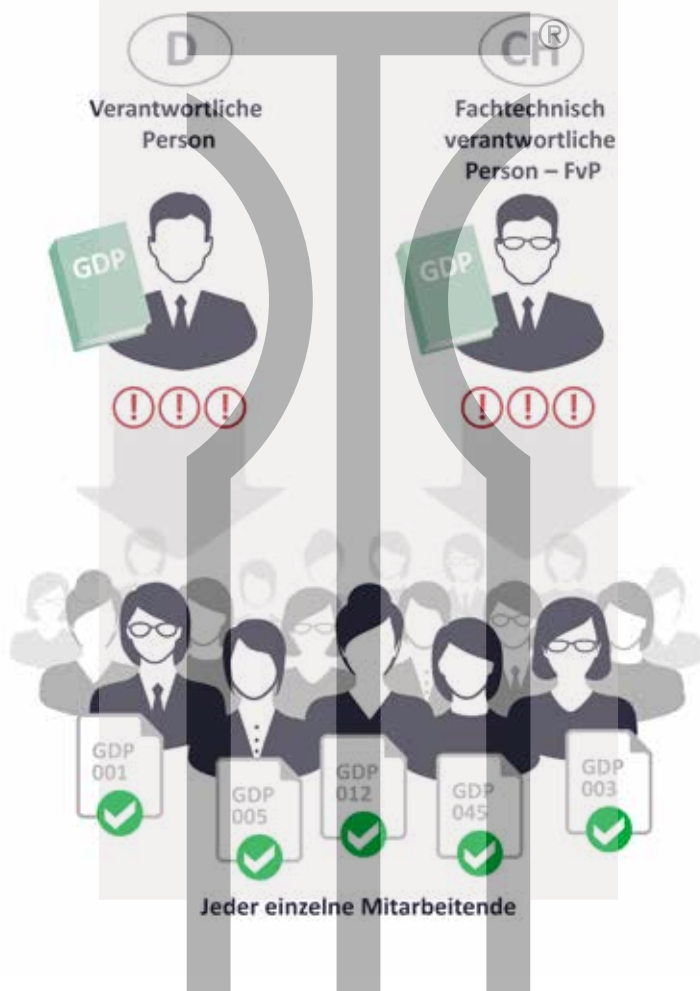 D
Verantwortliche
Person
GDP
CH
®
Fachtechnisch
verantwortliche
Person – FvP
GDP
GDP
001
GDP
005
GDP
012
GDP
045
GDP
003
Jeder einzelne Mitarbeitende